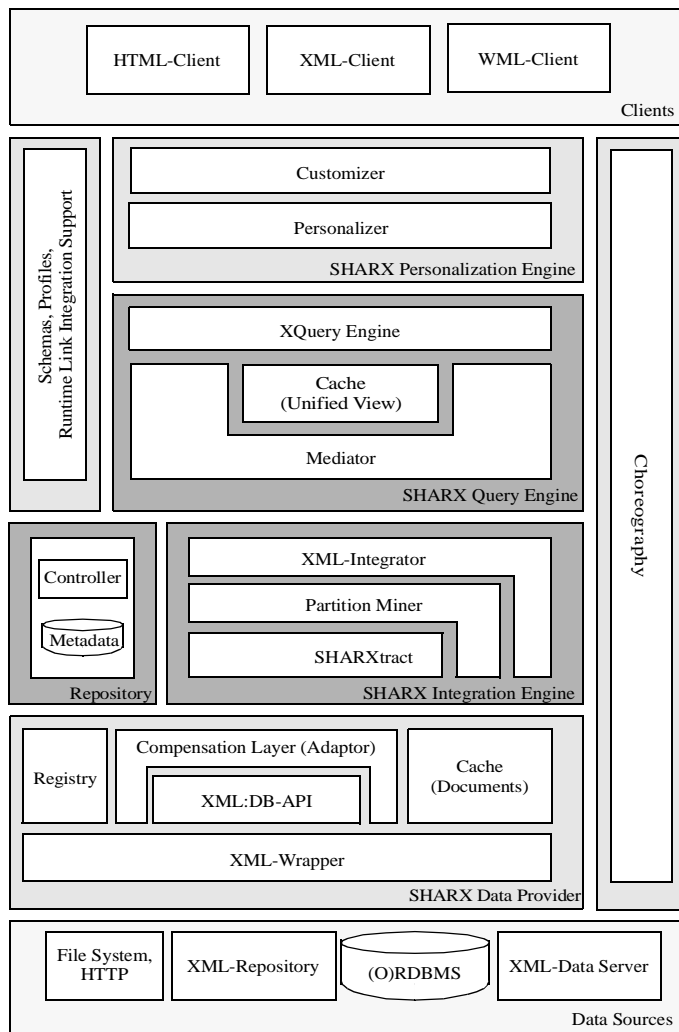 HTML-Client
XML-Client
WML-Client
Clients
Schemas, Profiles,
Runtime Link Integration Support
Customizer
Personalizer
SHARX Personalization Engine
XQuery Engine
Cache
(Unified View)
Mediator
SHARX Query Engine
Choreography
Controller
Metadata
Repository
XML-Integrator
Partition Miner
SHARXtract
SHARX Integration Engine
Registry
Compensation Layer (Adaptor)
XML:DB-API
Cache
(Documents)
XML-Wrapper
SHARX Data Provider
File System,
HTTP
XML-Repository
(O)RDBMS
XML-Data Server
Data Sources